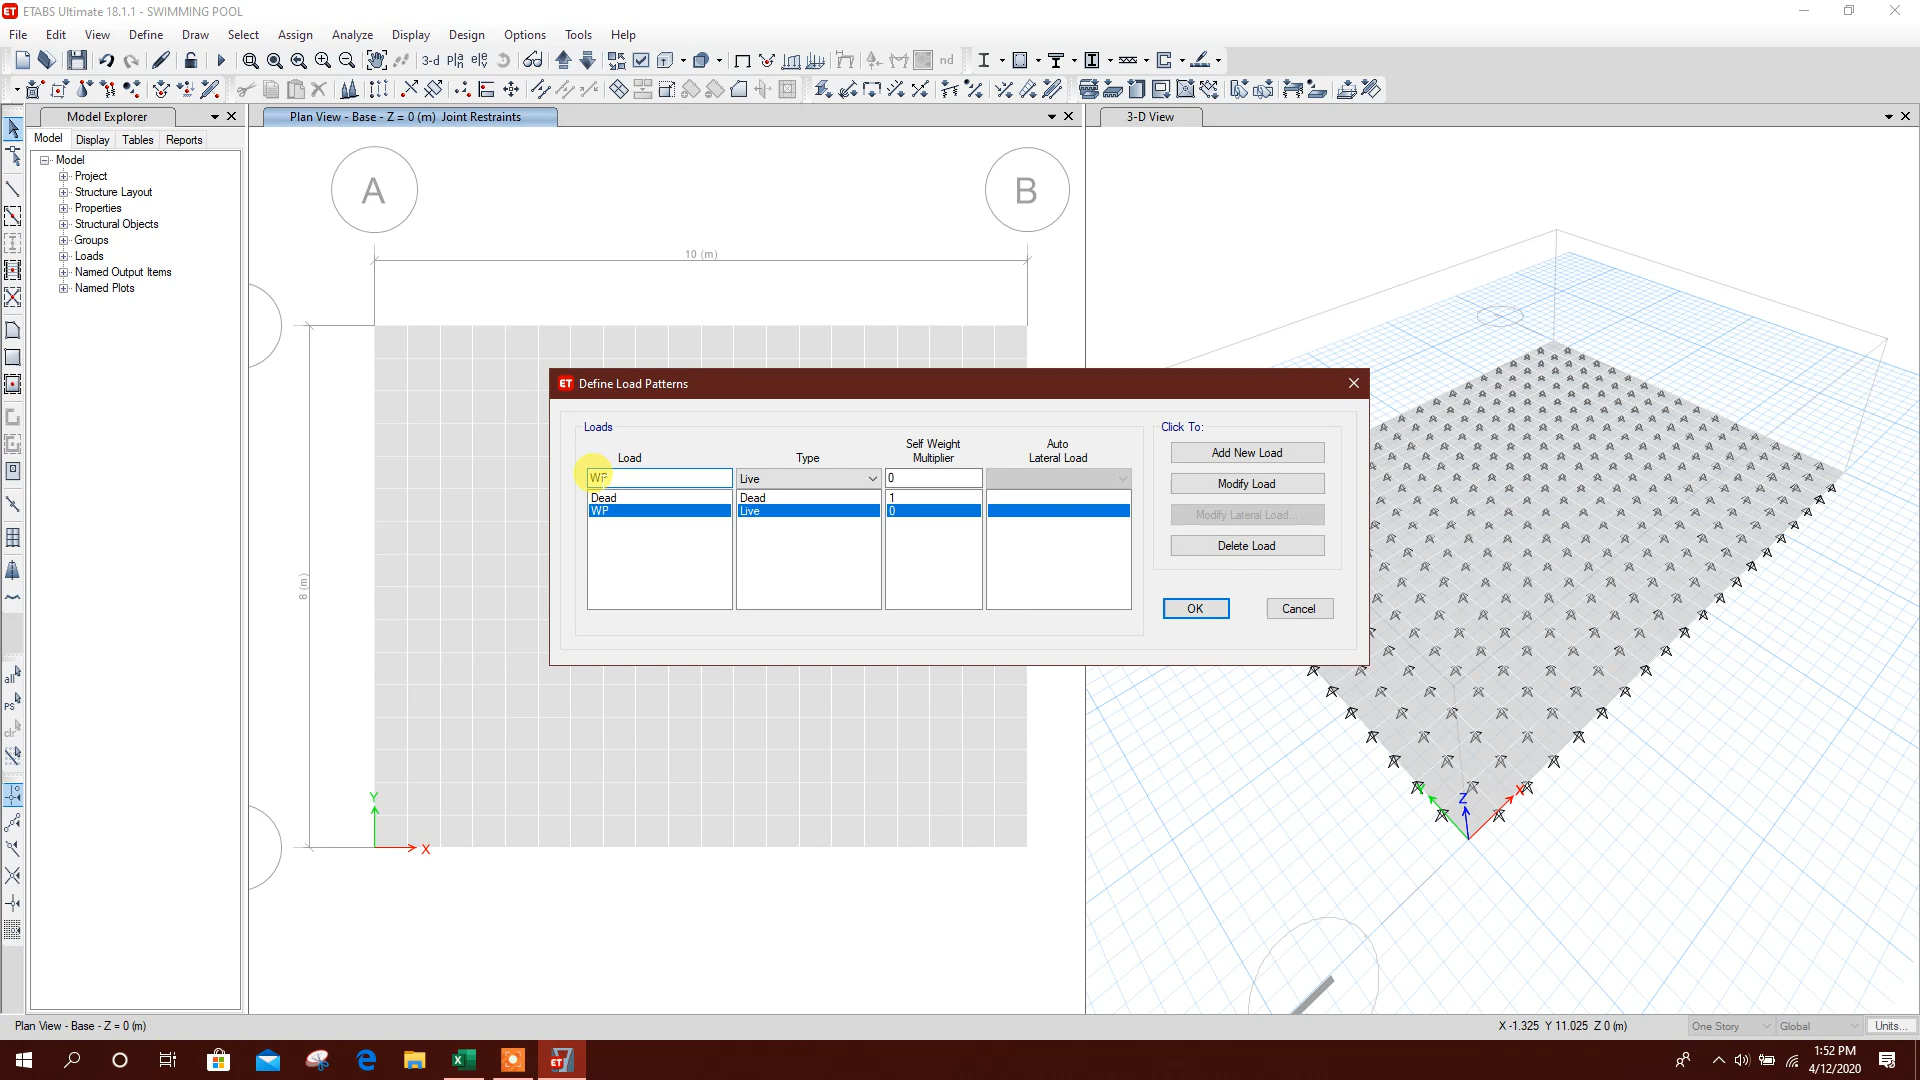 ETABS Ultimate 18.1.1 - SWIMMING POOL
File Edit View Define Draw Select Assign Analyze Display Design Options Tools Help
3-d
nd
Model Explorer
Plan View - Base - Z = 0 (m) Joint Restraints
3-D View
Model Display Tables Reports
Model
Project
Structure Layout
Properties
Structural Objects
Groups
Loads
Named Output Items
Named Plots
A
B
10 (m)
8 (m)
Y
X
Define Load Patterns
Loads
Click To:
Load
Type
Self Weight
Multiplier
Auto
Lateral Load
WP Live 0
Dead Dead 1
WP Live 0
Add New Load
Modify Load
Modify Lateral Load...
Delete Load
OK
Cancel
Z
X
all
PS
clr
Plan View - Base - Z = 0 (m)
X -1.325 Y 11.025 Z 0 (m)
One Story
Global
Units...
1:52 PM
4/12/2020